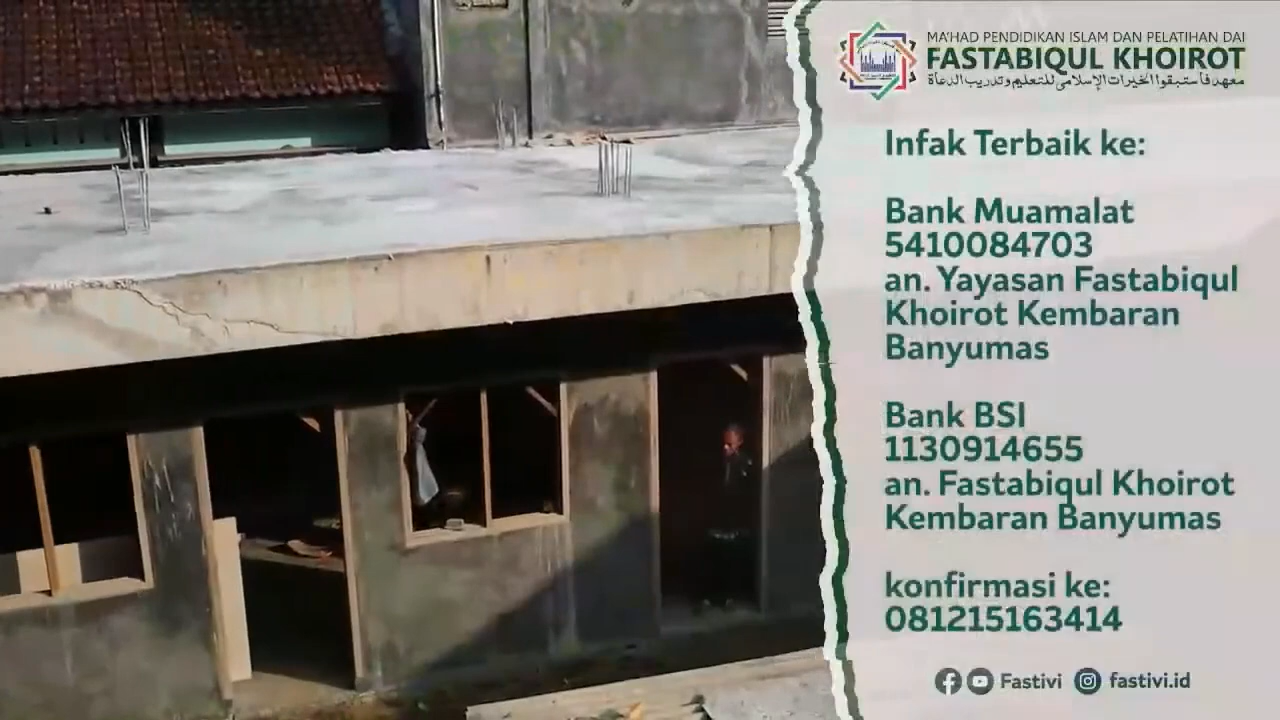 MA'HAD PENDIDIKAN ISLAM DAN PELATIHAN DAI
FASTABIQUL KHOIROT
معهد فاستبقوا الخيرات الإسلامي للتعليم وتدريب الدعاة
Infak Terbaik ke:
Bank Muamalat
5410084703
an. Yayasan Fastabiqul
Khoirot Kembaran
Banyumas
Bank BSI
1130914655
an. Fastabiqul Khoirot
Kembaran Banyumas
konfirmasi ke:
081215163414
Fastivi fastivi.id